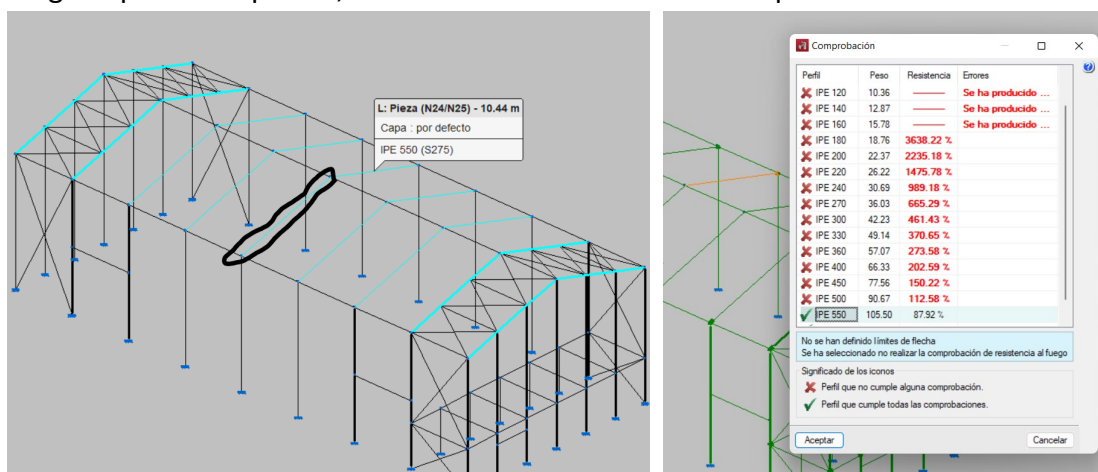 L: Pieza (N24/N25) - 10.44 m
Capa : por defecto
IPE 550 (S275)
Comprobación
Perfil Peso Resistencia Errores
IPE 120 10.36 Se ha producido ...
IPE 140 12.87 Se ha producido ...
IPE 160 15.78 Se ha producido ...
IPE 180 18.76 3638.22 %
IPE 200 22.37 2235.18 %
IPE 220 26.22 1475.78 %
IPE 240 30.69 989.18 %
IPE 270 36.03 665.29 %
IPE 300 42.23 461.43 %
IPE 330 49.14 370.65 %
IPE 360 57.07 273.58 %
IPE 400 66.33 202.59 %
IPE 450 77.56 150.22 %
IPE 500 90.67 112.58 %
IPE 550 105.50 87.92 %
No se han definido límites de flecha
Se ha seleccionado no realizar la comprobación de resistencia al fuego
Significado de los iconos
Perfil que no cumple alguna comprobación.
Perfil que cumple todas las comprobaciones.
Aceptar Cancelar